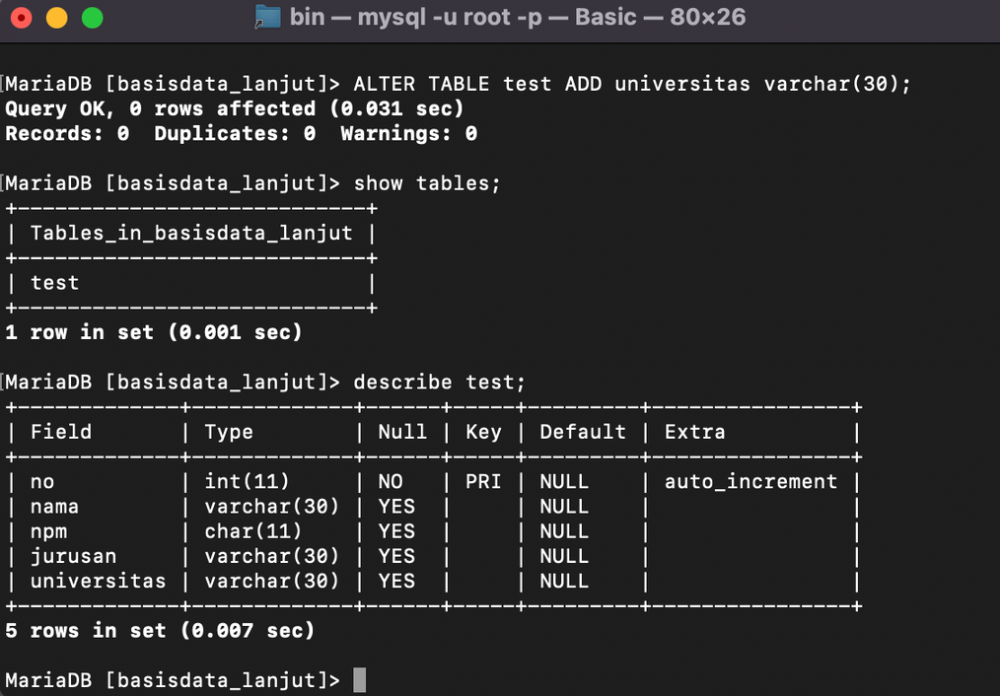 bin — mysql -u root -p — Basic — 80×26
MariaDB [basisdata_lanjut]> ALTER TABLE test ADD universitas varchar(30);
Query OK, 0 rows affected (0.031 sec)
Records: 0  Duplicates: 0  Warnings: 0
MariaDB [basisdata_lanjut]> show tables;
+----------------------------+
| Tables_in_basisdata_lanjut |
+----------------------------+
| test                       |
+----------------------------+
1 row in set (0.001 sec)
MariaDB [basisdata_lanjut]> describe test;
+-------------+-------------+------+-----+---------+----------------+
| Field       | Type        | Null | Key | Default | Extra          |
+-------------+-------------+------+-----+---------+----------------+
| no          | int(11)     | NO   | PRI | NULL    | auto_increment |
| nama        | varchar(30) | YES  |     | NULL    |                |
| npm         | char(11)    | YES  |     | NULL    |                |
| jurusan     | varchar(30) | YES  |     | NULL    |                |
| universitas | varchar(30) | YES  |     | NULL    |                |
+-------------+-------------+------+-----+---------+----------------+
5 rows in set (0.007 sec)
MariaDB [basisdata_lanjut]>